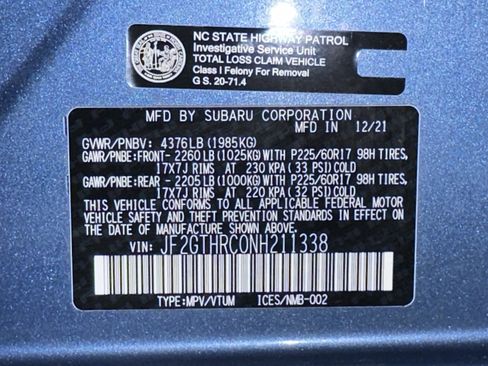 NC STATE HIGHWAY PATROL
Investigative Service Unit
TOTAL LOSS CLAIM VEHICLE
Class I Felony For Removal
G S. 20-71.4
MFD BY SUBARU CORPORATION 12/21
GVWR/PNBV: 4376LB (1985KG)
GAWR/PNBE:FRONT- 2260LB (1025KG)WITH P225/60R17 98H TIRES,
17X7J RIMS AT 230 KPA (33 PSI)COLD
GAWR/PNBE:REAR - 2205LB (1000KG)WITH P225/60R17 98H TIRES,
17X7J RIMS AT 220 KPA (32 PSI)COLD
THIS VEHICLE CONFORMS TO ALL APPLICABLE FEDERAL MOTOR
VEHICLE SAFETY AND BUMPER STANDARDS IN EFFECT ON THE
DATE OF MANUFACTURE SHOWN ABOVE.
VIN: JF2GTHRC0NH211338
TYPE:MPV/VTUM ICES/NMB-002